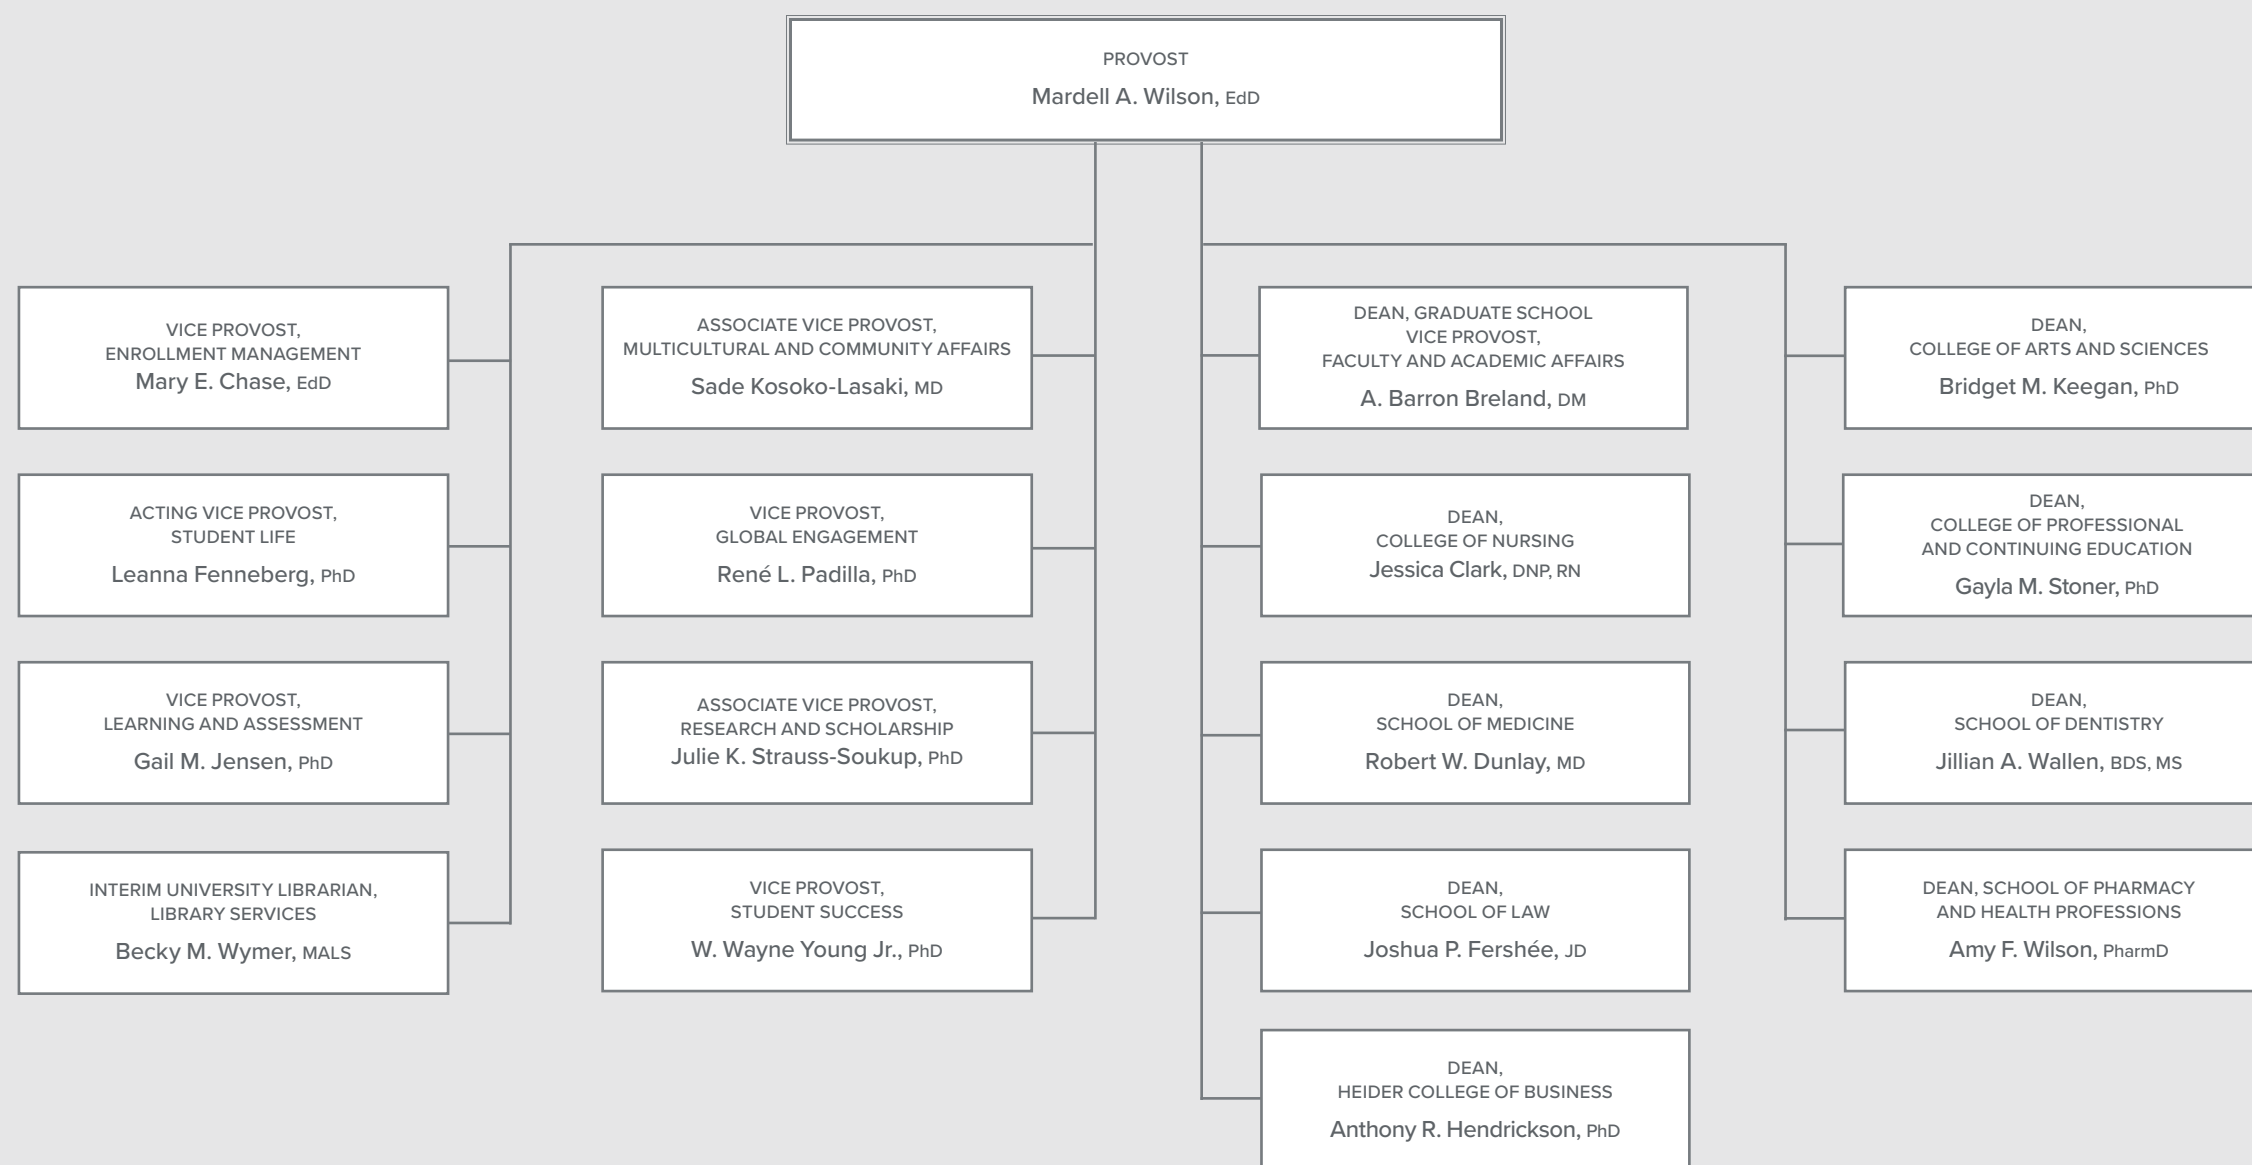 PROVOST
Mardell A. Wilson, EdD
VICE PROVOST,
ENROLLMENT MANAGEMENT
Mary E. Chase, EdD
ASSOCIATE VICE PROVOST,
MULTICULTURAL AND COMMUNITY AFFAIRS
Sade Kosoko-Lasaki, MD
DEAN, GRADUATE SCHOOL
VICE PROVOST,
FACULTY AND ACADEMIC AFFAIRS
A. Barron Breland, DM
DEAN,
COLLEGE OF ARTS AND SCIENCES
Bridget M. Keegan, PhD
ACTING VICE PROVOST,
STUDENT LIFE
Leanna Fenneberg, PhD
VICE PROVOST,
GLOBAL ENGAGEMENT
René L. Padilla, PhD
DEAN,
COLLEGE OF NURSING
Jessica Clark, DNP, RN
DEAN,
COLLEGE OF PROFESSIONAL
AND CONTINUING EDUCATION
Gayla M. Stoner, PhD
VICE PROVOST,
LEARNING AND ASSESSMENT
Gail M. Jensen, PhD
ASSOCIATE VICE PROVOST,
RESEARCH AND SCHOLARSHIP
Julie K. Strauss-Soukup, PhD
DEAN,
SCHOOL OF MEDICINE
Robert W. Dunlay, MD
DEAN,
SCHOOL OF DENTISTRY
Jillian A. Wallen, BDS, MS
INTERIM UNIVERSITY LIBRARIAN,
LIBRARY SERVICES
Becky M. Wymer, MALS
VICE PROVOST,
STUDENT SUCCESS
W. Wayne Young Jr., PhD
DEAN,
SCHOOL OF LAW
Joshua P. Fershée, JD
DEAN, SCHOOL OF PHARMACY
AND HEALTH PROFESSIONS
Amy F. Wilson, PharmD
DEAN,
HEIDER COLLEGE OF BUSINESS
Anthony R. Hendrickson, PhD